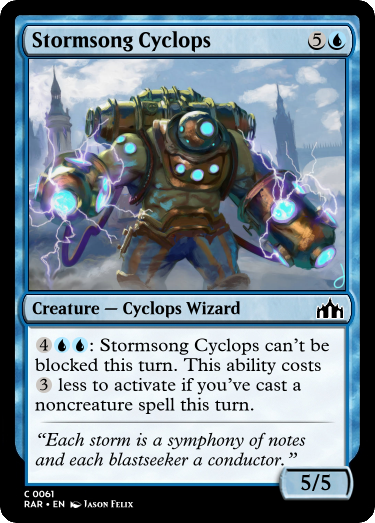 Stormsong Cyclops 5
Creature — Cyclops Wizard
4: Stormsong Cyclops can't be
blocked this turn. This ability costs
3 less to activate if you've cast a
noncreature spell this turn.
“Each storm is a symphony of notes
and each blastseeker a conductor.”
5/5
C 0061
RAR • EN Jason Felix